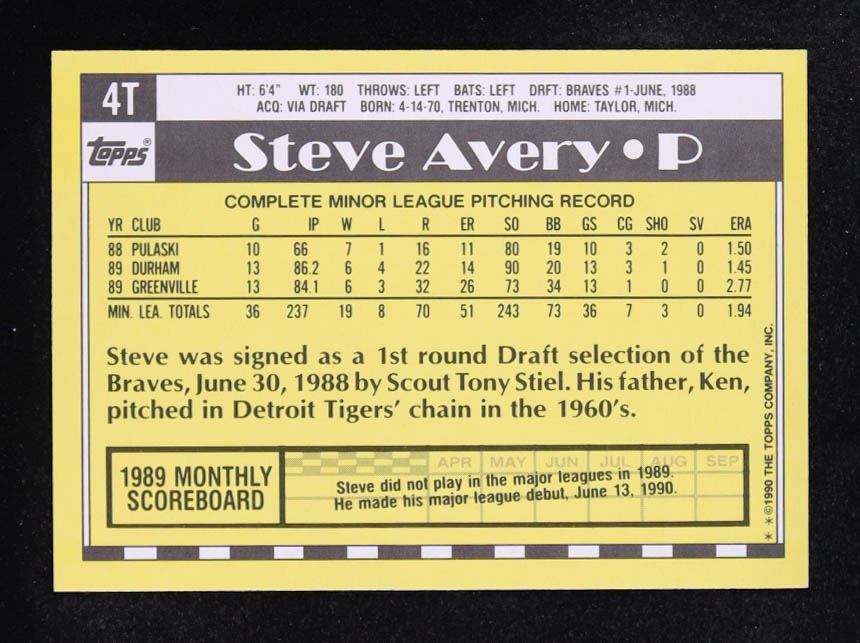 4T
HT: 6'4" WT: 180 THROWS: LEFT BATS: LEFT DRFT: BRAVES #1-JUNE, 1988
ACQ: VIA DRAFT BORN: 4-14-70, TRENTON, MICH. HOME: TAYLOR, MICH.
TOPPS®
Steve Avery • P
COMPLETE MINOR LEAGUE PITCHING RECORD
YR CLUB G IP W L R ER SO BB GS CG SHO SV ERA
88 PULASKI 10 66 7 1 16 11 80 19 10 3 2 0 1.50
89 DURHAM 13 86.2 6 4 22 14 90 20 13 3 1 0 1.45
89 GREENVILLE 13 84.1 6 3 32 26 73 34 13 1 0 0 2.77
MIN. LEA. TOTALS 36 237 19 8 70 51 243 73 36 7 3 0 1.94
Steve was signed as a 1st round Draft selection of the
Braves, June 30, 1988 by Scout Tony Stiel. His father, Ken,
pitched in Detroit Tigers' chain in the 1960's.
1989 MONTHLY
SCOREBOARD
APR MAY JUN JUL AUG SEP
Steve did not play in the major leagues in 1989.
He made his major league debut, June 13, 1990.
* *©1990 THE TOPPS COMPANY, INC.